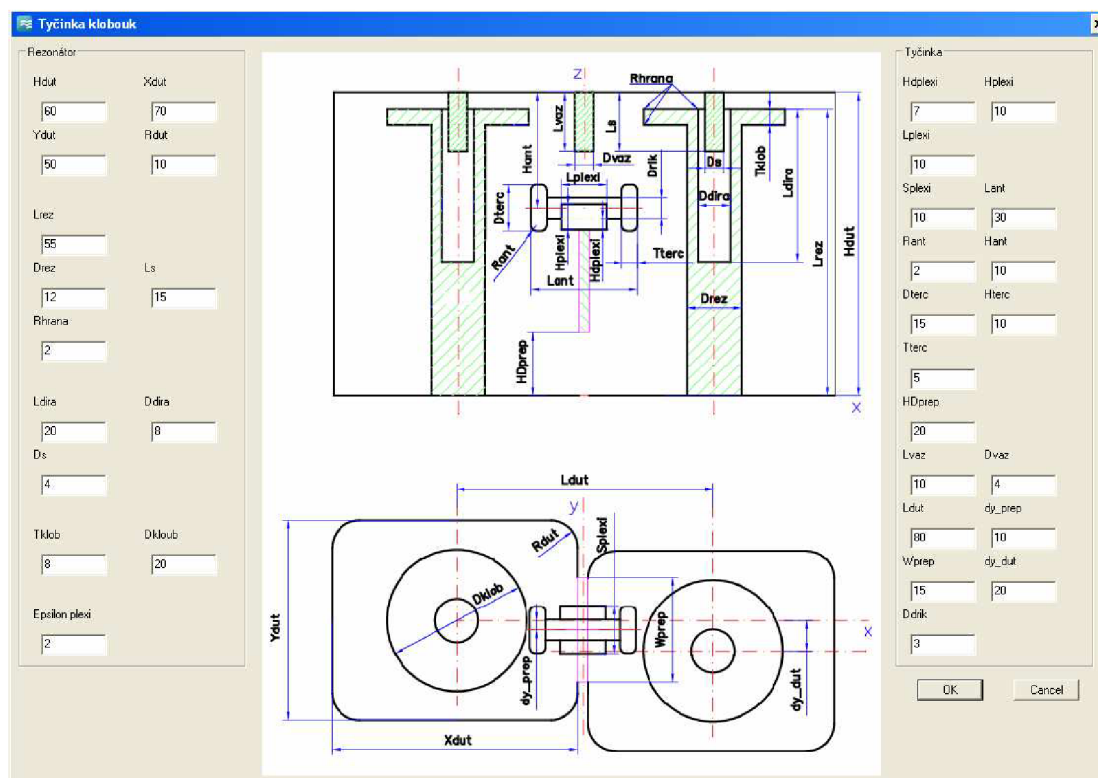 Tyčinka klobouk
Rezonátor
Hdut Xdut
60 70
Ydut Rdut
50 10
Lrez
55
Drez Ls
12 15
Rhrana
2
Ldira Ddira
20 8
Ds
4
Tklob Dkloub
8 20
Epsilon plexi
2
z
Rhrana
Hant
Lvaz
Ls
Dvaz
Drik
Lplexi
Dterc
Rant
Hplexi
Hdplexi
Tterc
Lant
HDprep
Ds
Ddira
Drez
Tklob
Ldira
Lrez
Hdut
x
Ldut
y
Rdut
Splexi
Dklob
Ydut
Wprep
x
dy_prep
dy_dut
Xdut
Tyčinka
Hdplexi Hplexi
7 10
Lplexi
10
Splexi Lant
10 30
Rant Hant
2 10
Dterc Hterc
15 10
Tterc
5
HDprep
20
Lvaz Dvaz
10 4
Ldut dy_prep
80 10
Wprep dy_dut
15 20
Ddrik
3
OK Cancel